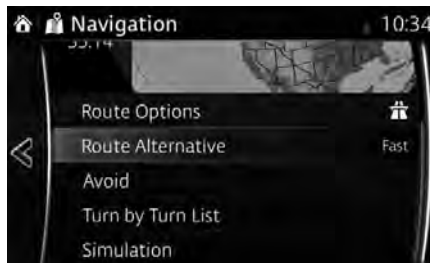 Navigation 10:34
Route Options
Route Alternative Fast
Avoid
Turn by Turn List
Simulation